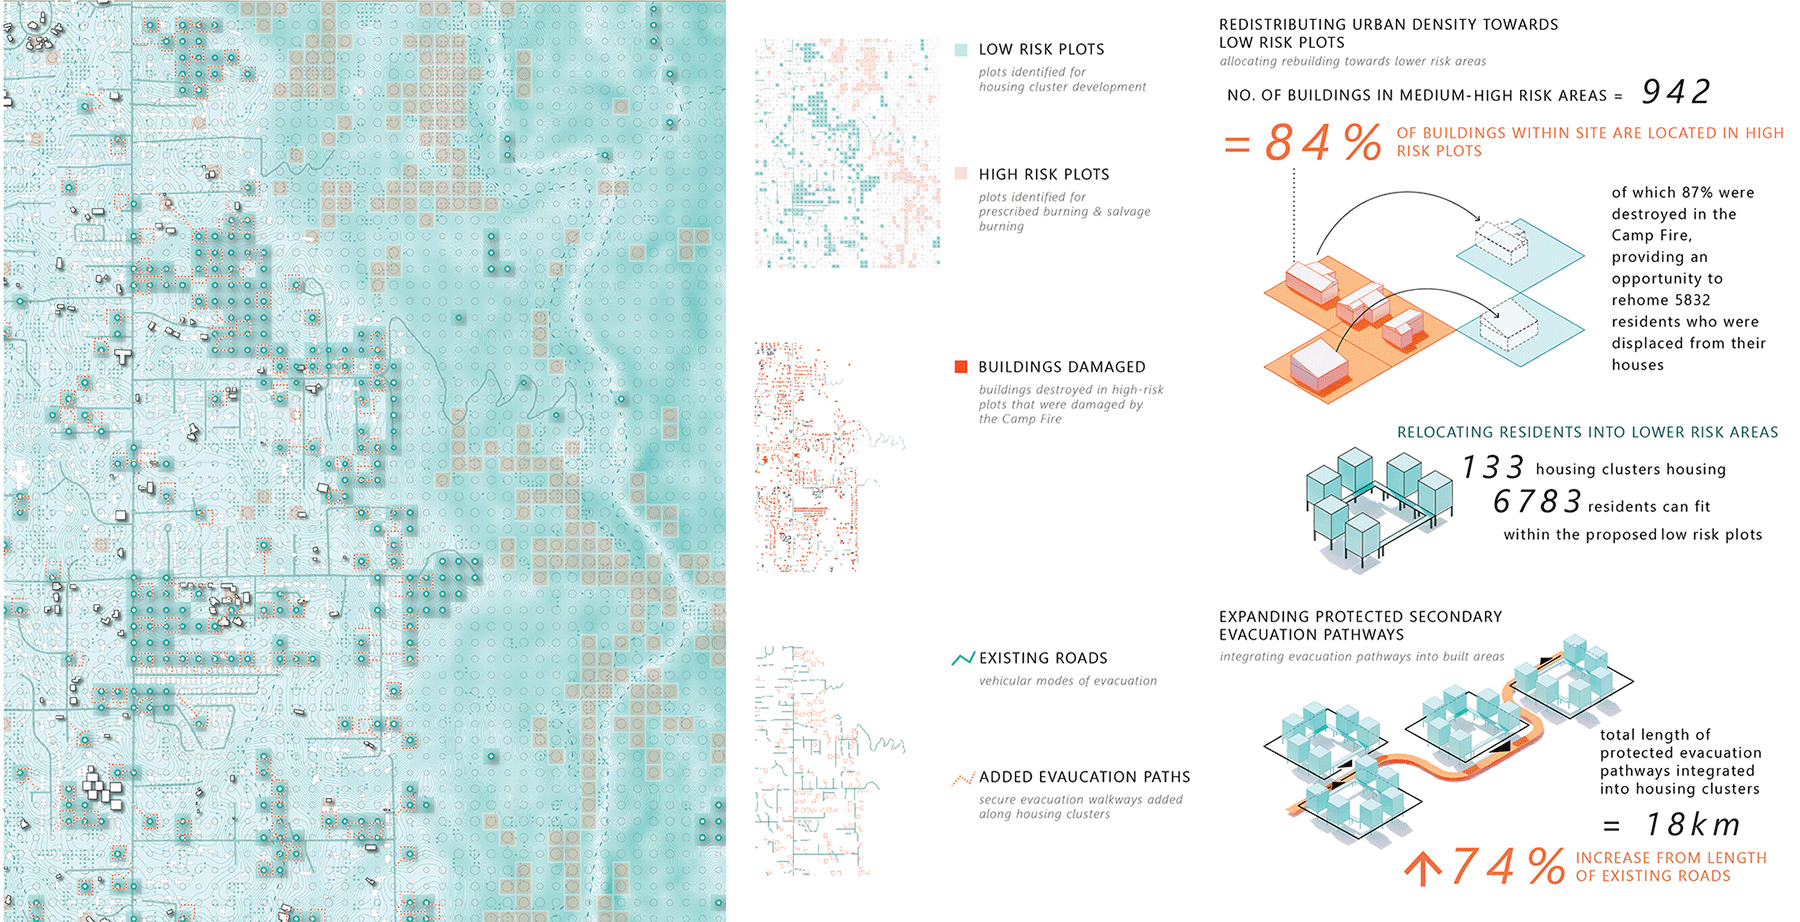 LOW RISK PLOTS
plots identified for
housing cluster development
HIGH RISK PLOTS
plots identified for
prescribed burning & salvage
burning
BUILDINGS DAMAGED
buildings destroyed in high-risk
plots that were damaged by
the Camp Fire
EXISTING ROADS
vehicular modes of evacuation
ADDED EVAUCATION PATHS
secure evacuation walkways added
along housing clusters
REDISTRIBUTING URBAN DENSITY TOWARDS
LOW RISK PLOTS
allocating rebuilding towards lower risk areas
NO. OF BUILDINGS IN MEDIUM-HIGH RISK AREAS = 942
= 84% OF BUILDINGS WITHIN SITE ARE LOCATED IN HIGH
RISK PLOTS
of which 87% were
destroyed in the
Camp Fire,
providing an
opportunity to
rehome 5832
residents who were
displaced from their
houses
RELOCATING RESIDENTS INTO LOWER RISK AREAS
133 housing clusters housing
6783 residents can fit
within the proposed low risk plots
EXPANDING PROTECTED SECONDARY
EVACUATION PATHWAYS
integrating evacuation pathways into built areas
total length of
protected evacuation
pathways integrated
into housing clusters
= 18km
↑74% INCREASE FROM LENGTH
OF EXISTING ROADS